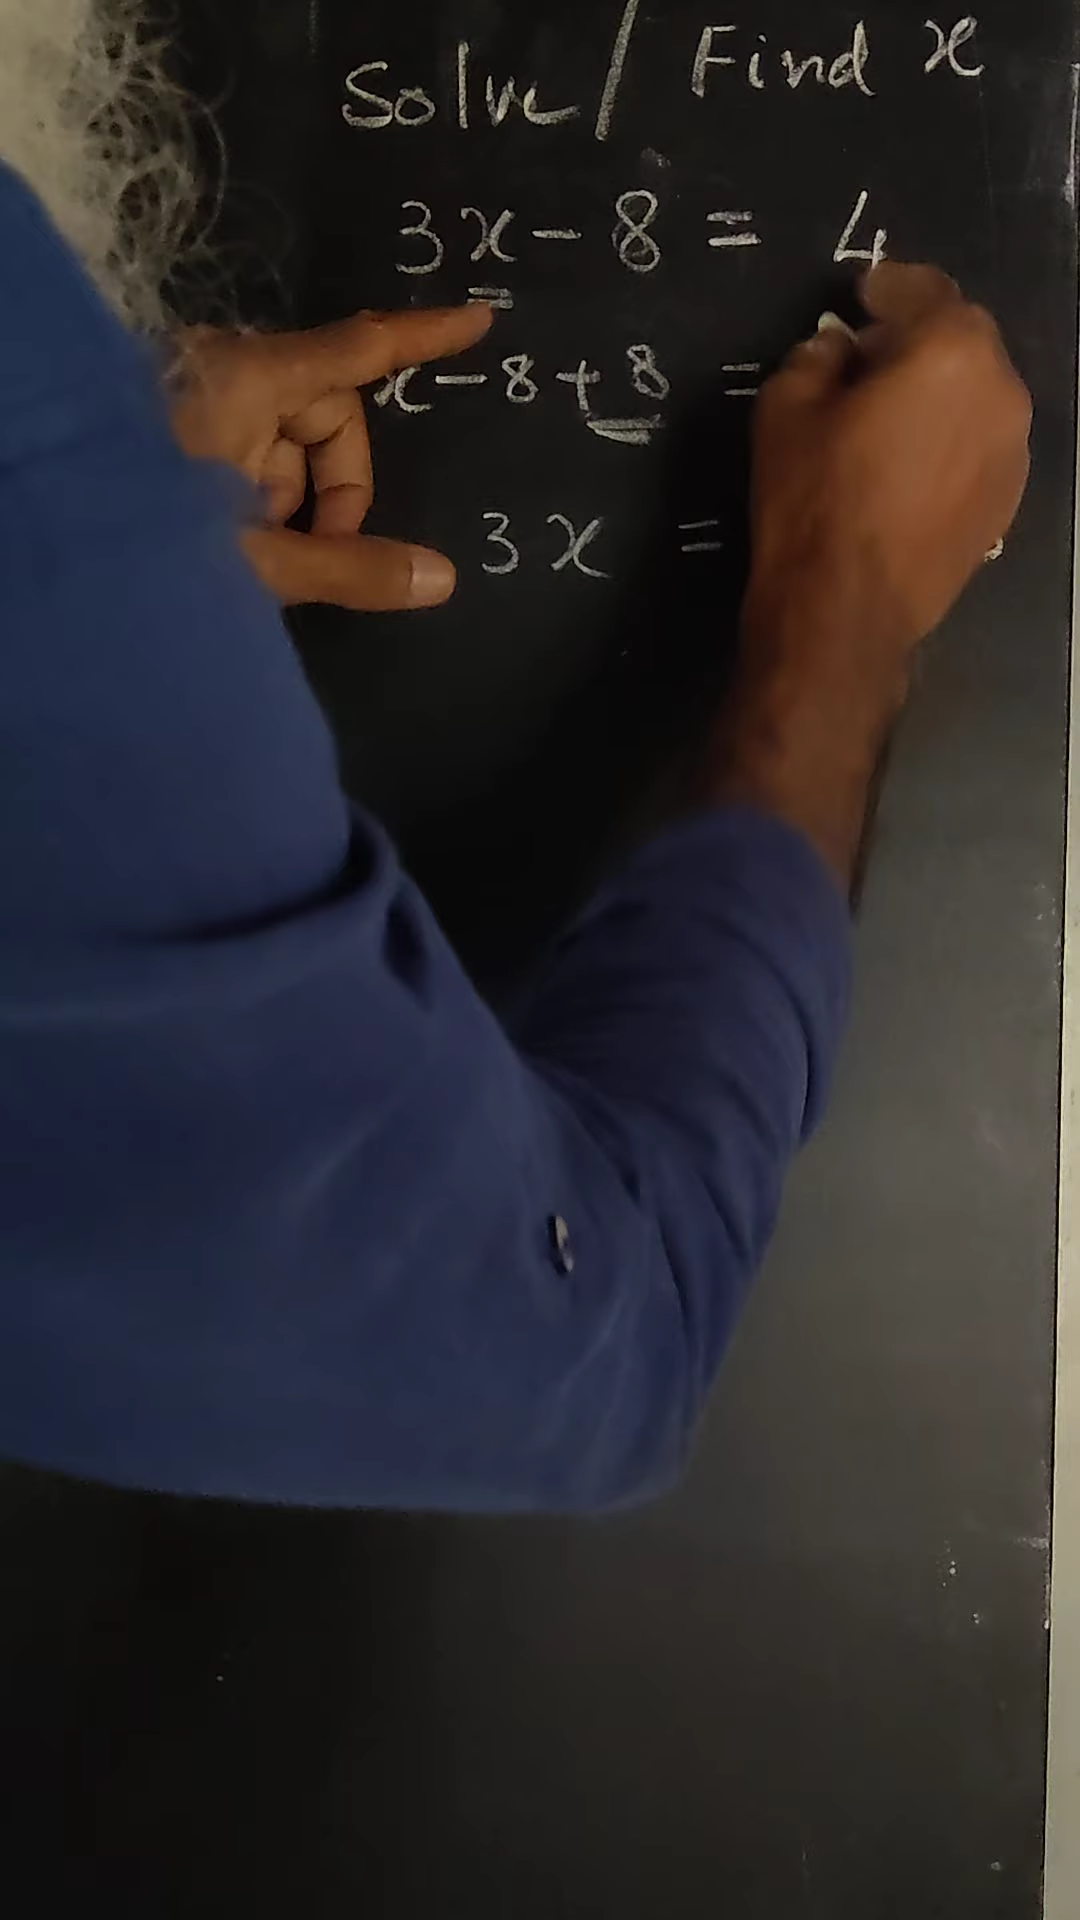 Solve / Find x
3x - 8 = 4
x - 8 + 8 =
3x =